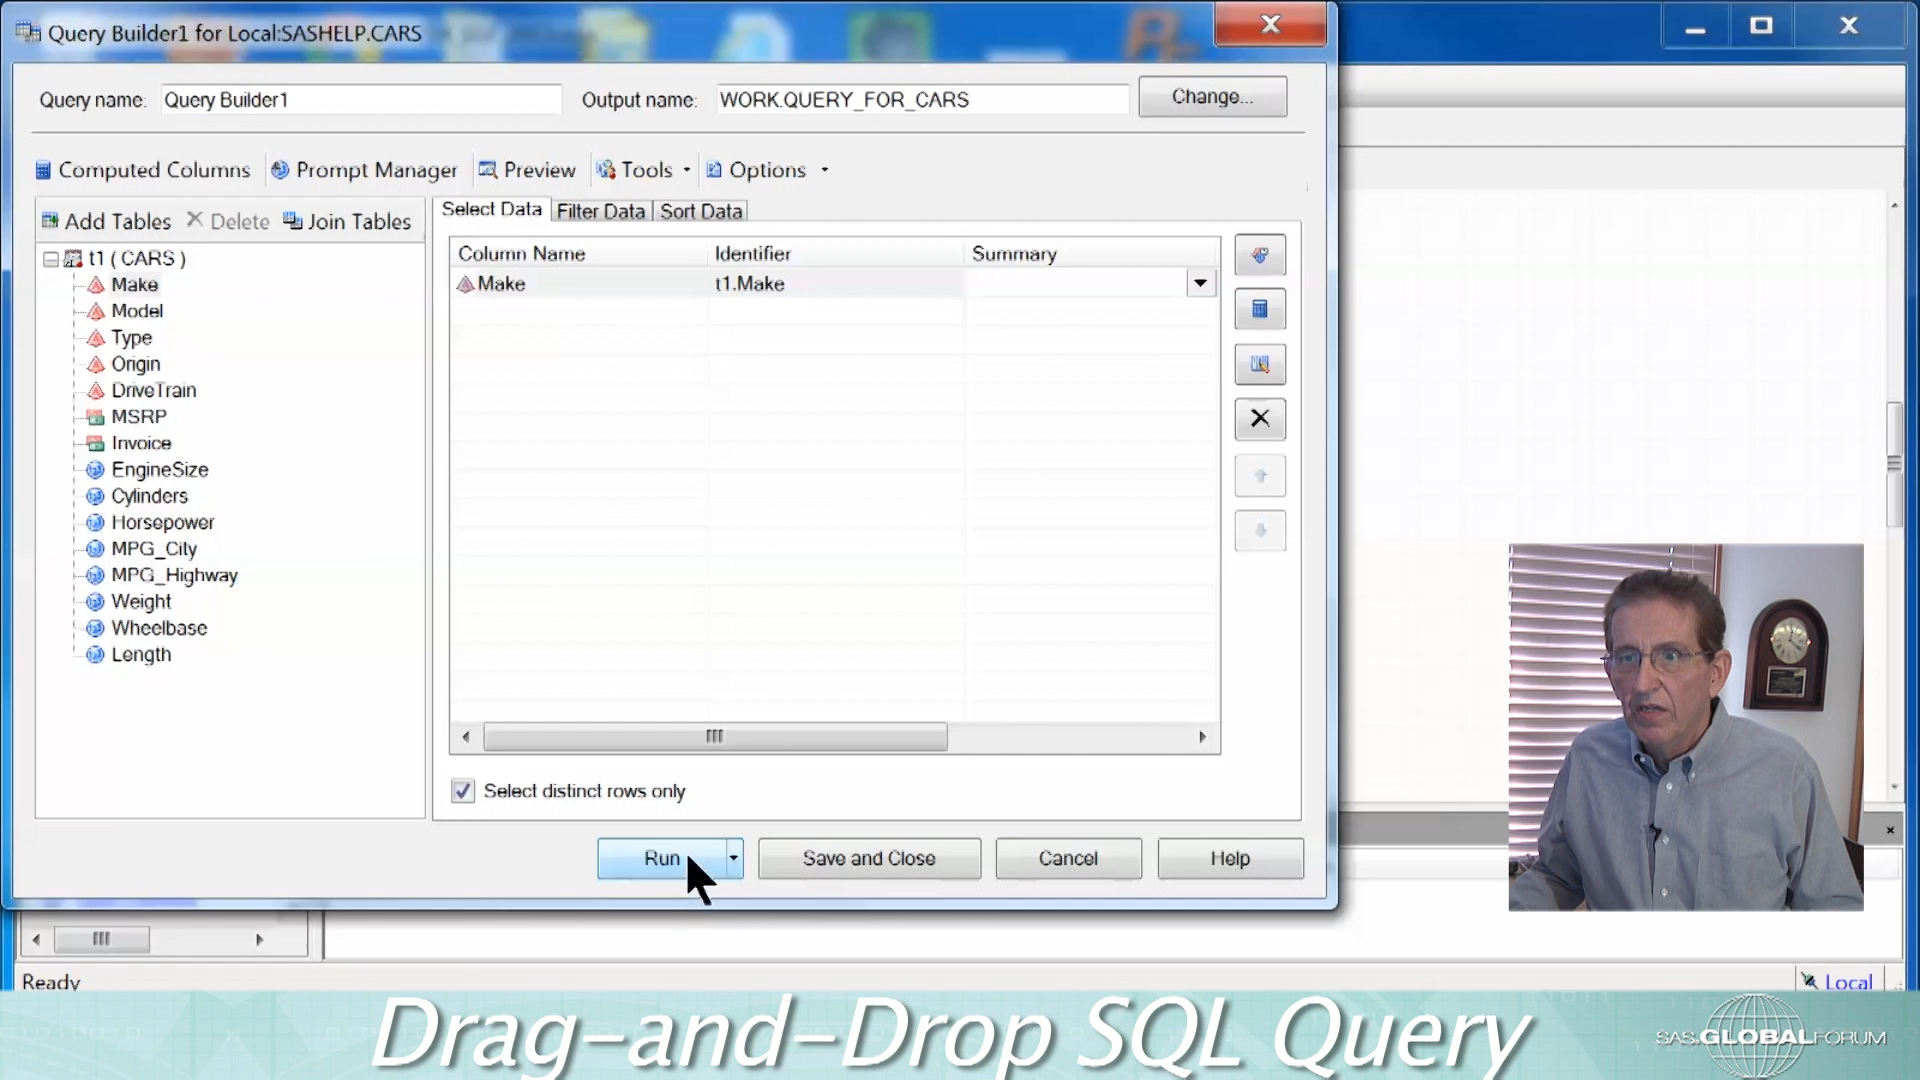 Query Builder1 for Local:SASHELP.CARS
Query name: Query Builder1 Output name: WORK.QUERY_FOR_CARS Change...
Computed Columns Prompt Manager Preview Tools Options
Add Tables Delete Join Tables
Select Data Filter Data Sort Data
t1 ( CARS )
Make
Model
Type
Origin
DriveTrain
MSRP
Invoice
EngineSize
Cylinders
Horsepower
MPG_City
MPG_Highway
Weight
Wheelbase
Length
Column Name Identifier Summary
Make t1.Make
Select distinct rows only
Run Save and Close Cancel Help
Ready
Local
Drag-and-Drop SQL Query
SAS.GLOBALFORUM